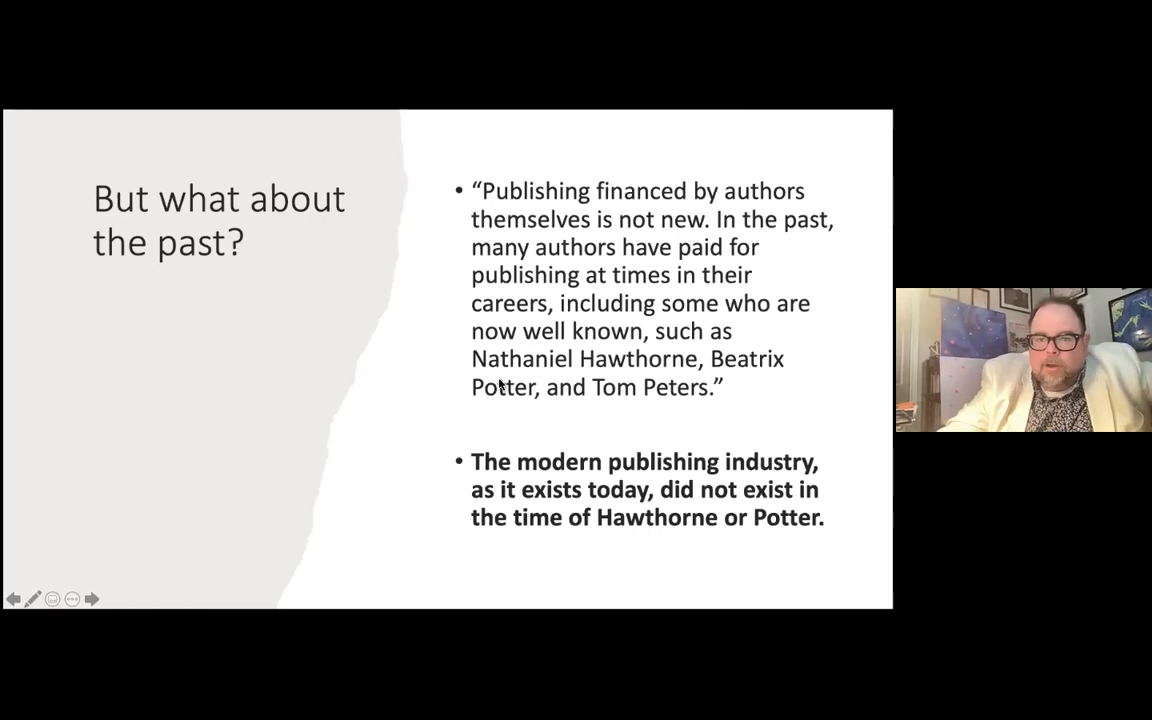 But what about
the past?
• “Publishing financed by authors
themselves is not new. In the past,
many authors have paid for
publishing at times in their
careers, including some who are
now well known, such as
Nathaniel Hawthorne, Beatrix
Potter, and Tom Peters.”
• The modern publishing industry,
as it exists today, did not exist in
the time of Hawthorne or Potter.